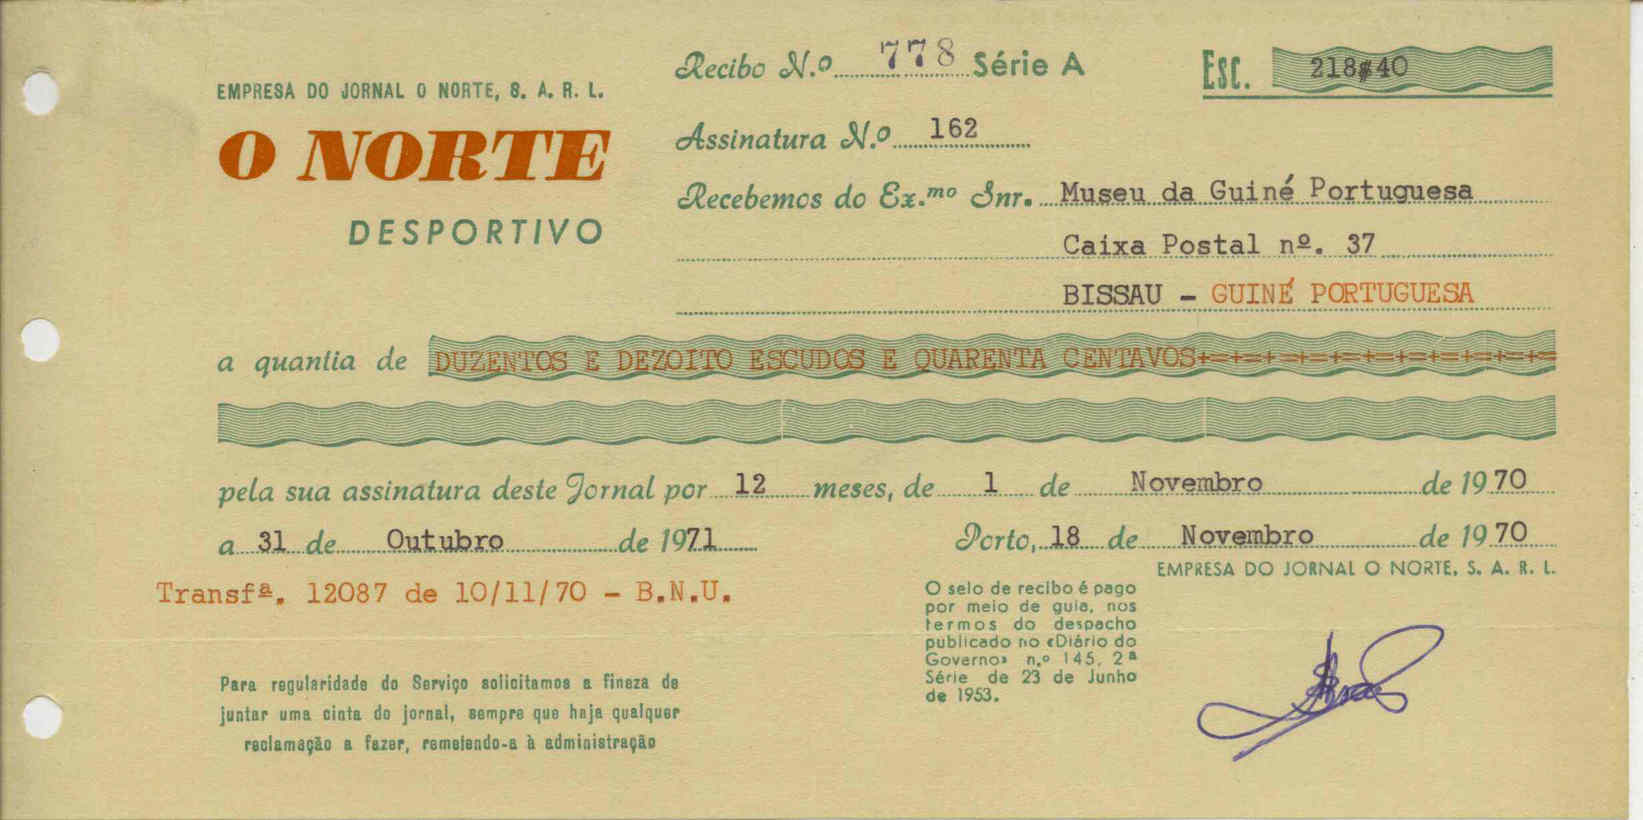 EMPRESA DO JORNAL O NORTE, S. A. R. L.
O NORTE
DESPORTIVO
Recibo N.º 778 Série A
Esc. 218$40
Assinatura N.º 162
Recebemos do Ex.mo Snr. Museu da Guiné Portuguesa
Caixa Postal nº. 37
BISSAU - GUINÉ PORTUGUESA
a quantia de DUZENTOS E DEZOITO ESCUDOS E QUARENTA CENTAVOS+=+=+=+=+=+=+=+=+=+=+=
pela sua assinatura deste Jornal por 12 meses, de 1 de Novembro de 1970
a 31 de Outubro de 1971
Porto, 18 de Novembro de 1970
EMPRESA DO JORNAL O NORTE, S. A. R. L.
Transfª. 12087 de 10/11/70 - B.N.U.
O selo de recibo é pago
por meio de guia, nos
termos do despacho
publicado no «Diário do
Governo» n.º 145, 2ª
Série de 23 de Junho
de 1953.
Para regularidade do Serviço solicitamos a fineza de
juntar uma cinta do jornal, sempre que haja qualquer
reclamação a fazer, remetendo-a à administração